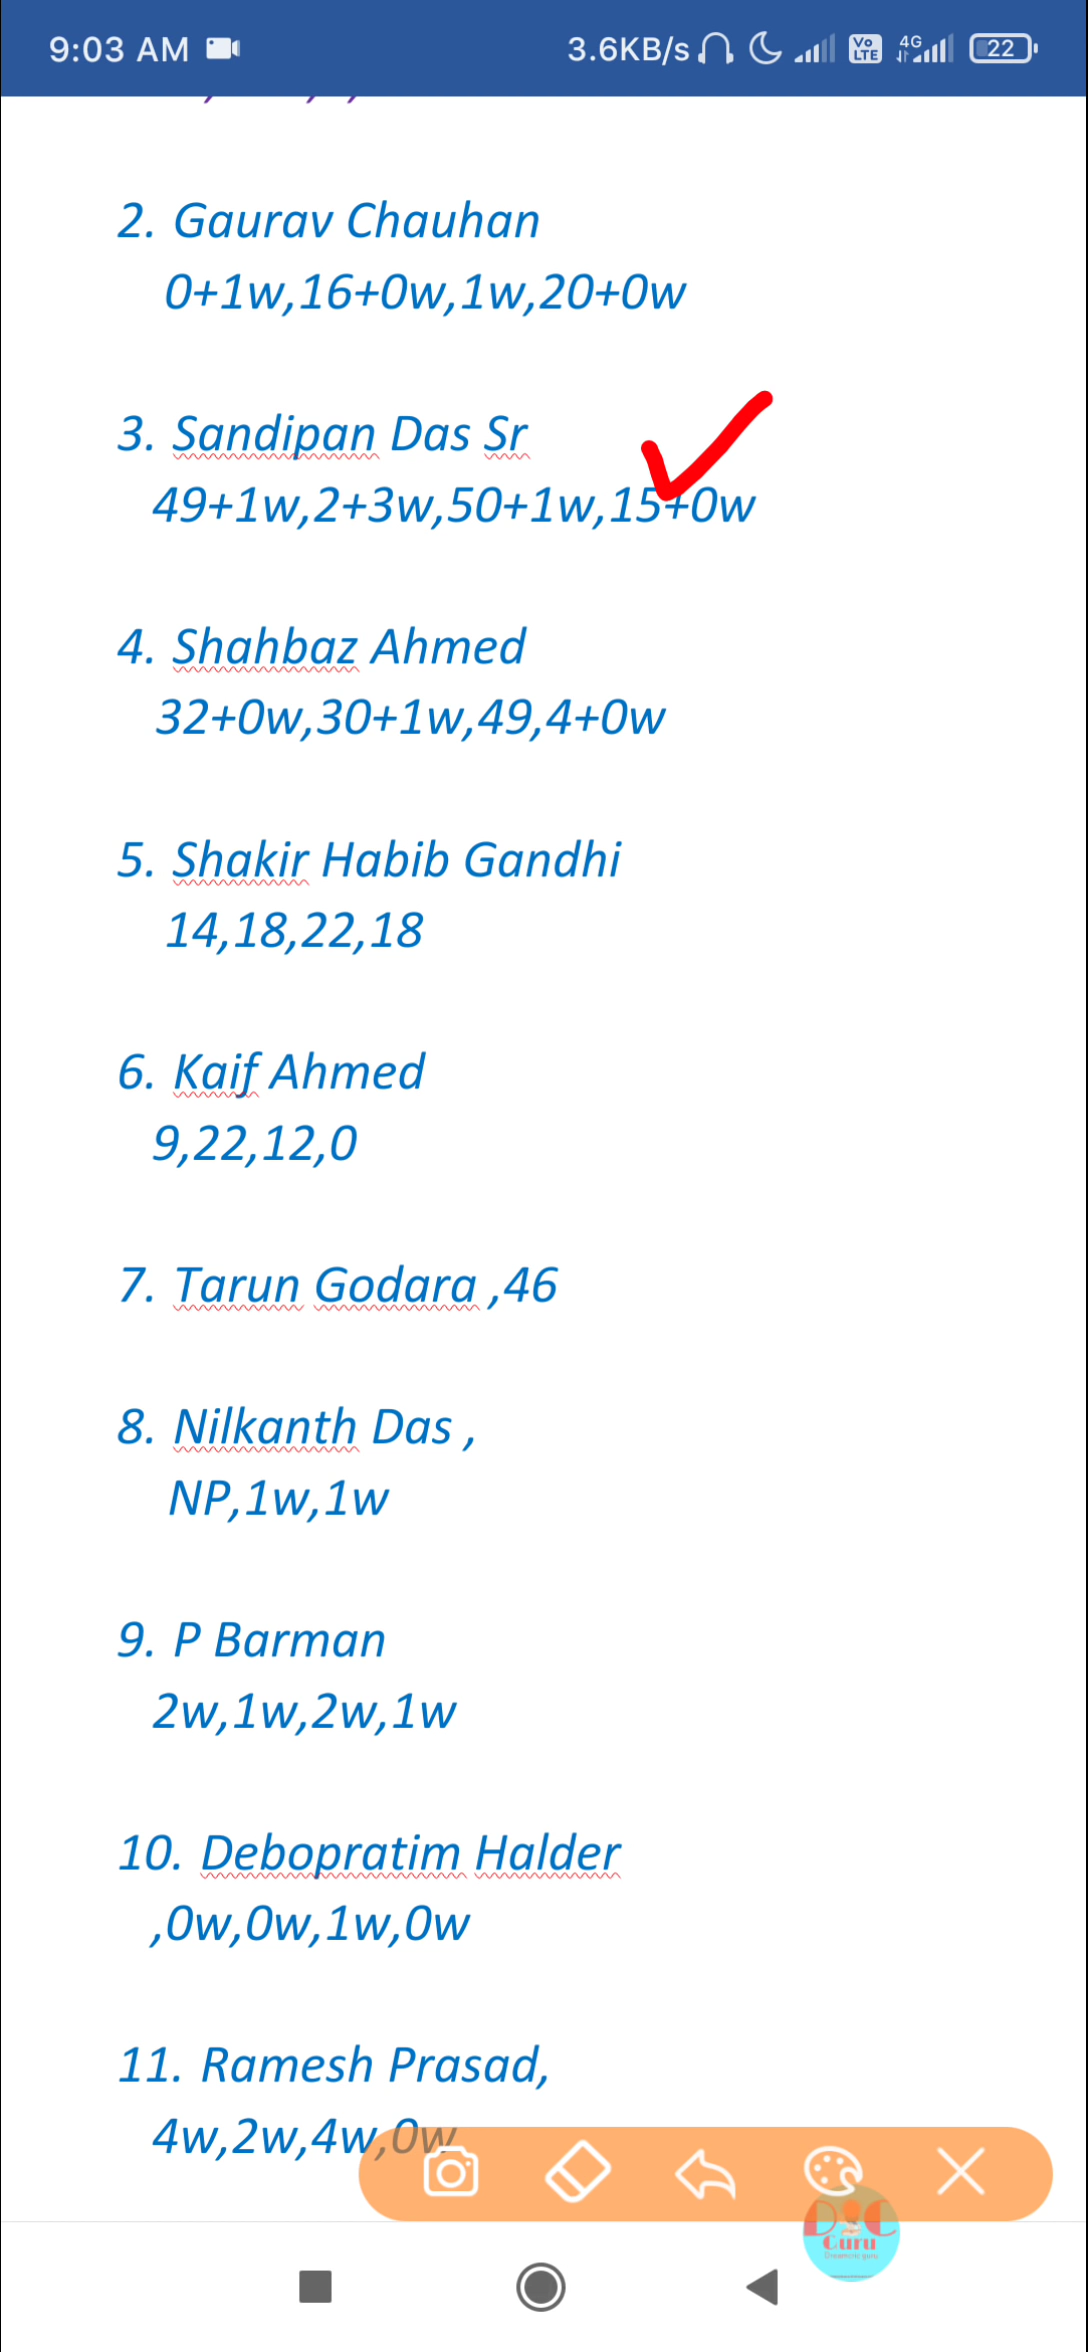 9:03 AM 3.6KB/s Vo LTE 4G 22
2. Gaurav Chauhan
0+1w,16+0w,1w,20+0w
3. Sandipan Das Sr
49+1w,2+3w,50+1w,15+0w
4. Shahbaz Ahmed
32+0w,30+1w,49,4+0w
5. Shakir Habib Gandhi
14,18,22,18
6. Kaif Ahmed
9,22,12,0
7. Tarun Godara ,46
8. Nilkanth Das ,
NP,1w,1w
9. P Barman
2w,1w,2w,1w
10. Debopratim Halder
,0w,0w,1w,0w
11. Ramesh Prasad,
4w,2w,4w,0w
Guru